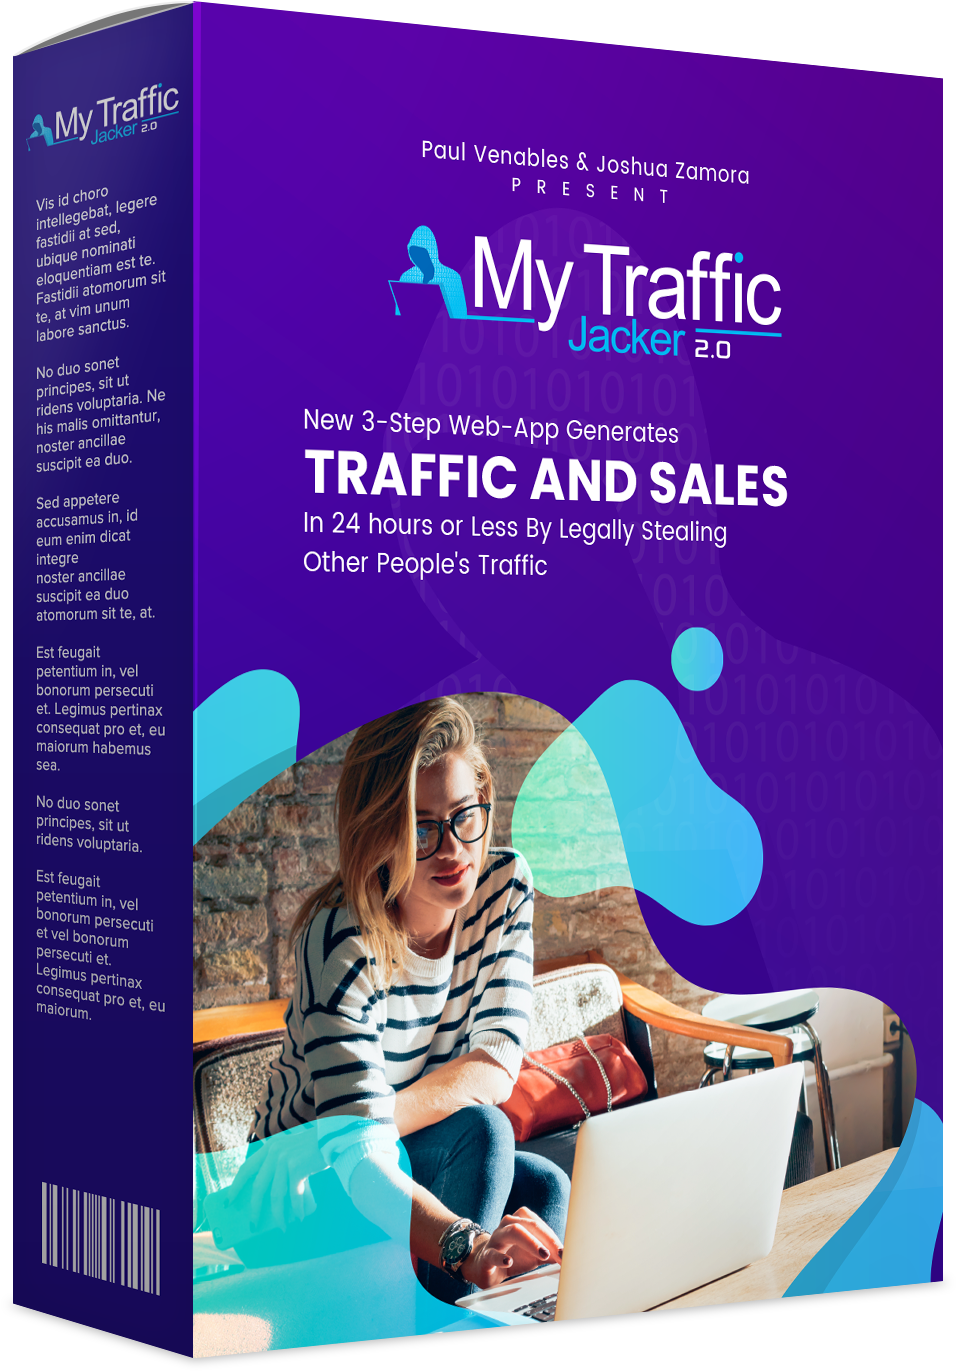 My Traffic
Jacker 2.0
Vis id choro
intellegebat, legere
fastidii at sed,
ubique nominati
eloquentiam est te.
Fastidii atomorum sit
te, at vim unum
labore sanctus.
No duo sonet
principes, sit ut
ridens voluptaria. Ne
his malis omittantur,
noster ancillae
suscipit ea duo.
Sed appetere
accusamus in, id
eum enim dicat
integre
noster ancillae
suscipit ea duo
atomorum sit te, at.
Est feugait
petentium in, vel
bonorum persecuti
et. Legimus pertinax
consequat pro et, eu
maiorum habemus
sea.
No duo sonet
principes, sit ut
ridens voluptaria.
Est feugait
petentium in, vel
bonorum persecuti
et vel bonorum
persecuti et.
Legimus pertinax
consequat pro et, eu
maiorum.
Paul Venables & Joshua Zamora
PRESENT
My Traffic
Jacker 2.0
New 3-Step Web-App Generates
TRAFFIC AND SALES
In 24 hours or Less By Legally Stealing
Other People's Traffic